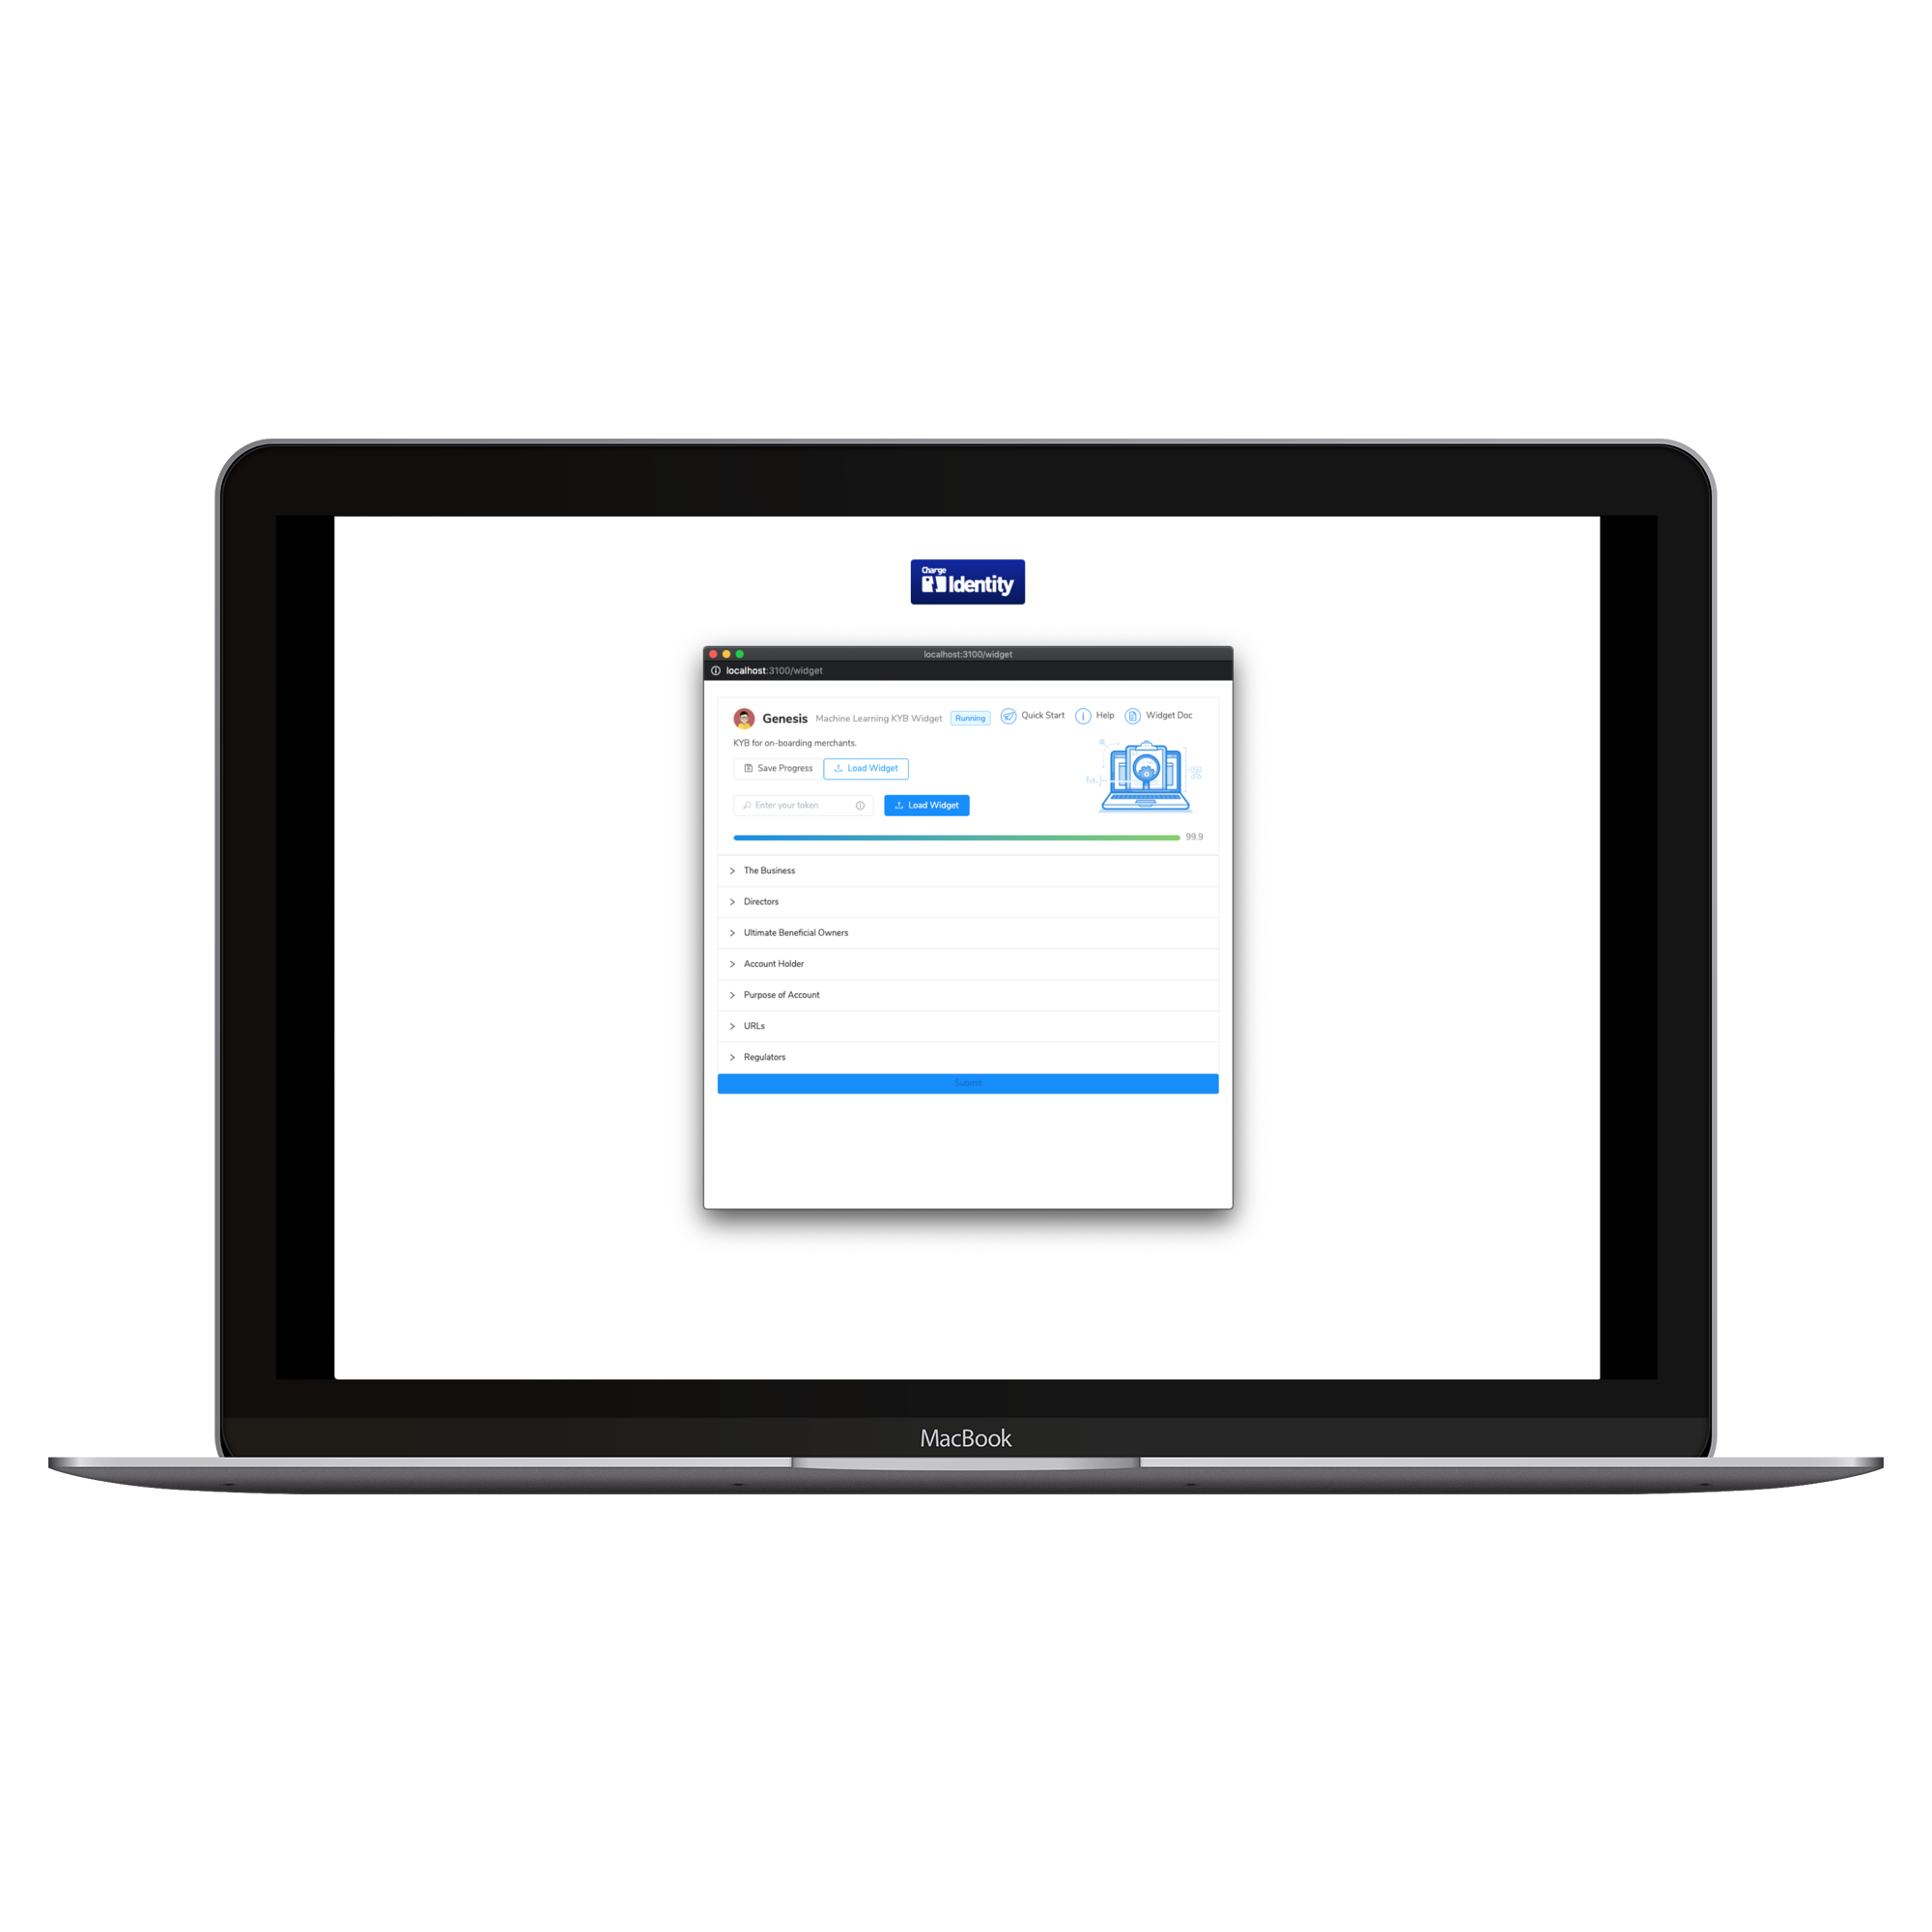 Charge
Identity
localhost:3100/widget
localhost:3100/widget
Genesis Machine Learning KYB Widget Running Quick Start Help Widget Doc
KYB for on-boarding merchants.
Save Progress Load Widget
Enter your token Load Widget
99.9
The Business
Directors
Ultimate Beneficial Owners
Account Holder
Purpose of Account
URLs
Regulators
Submit
MacBook